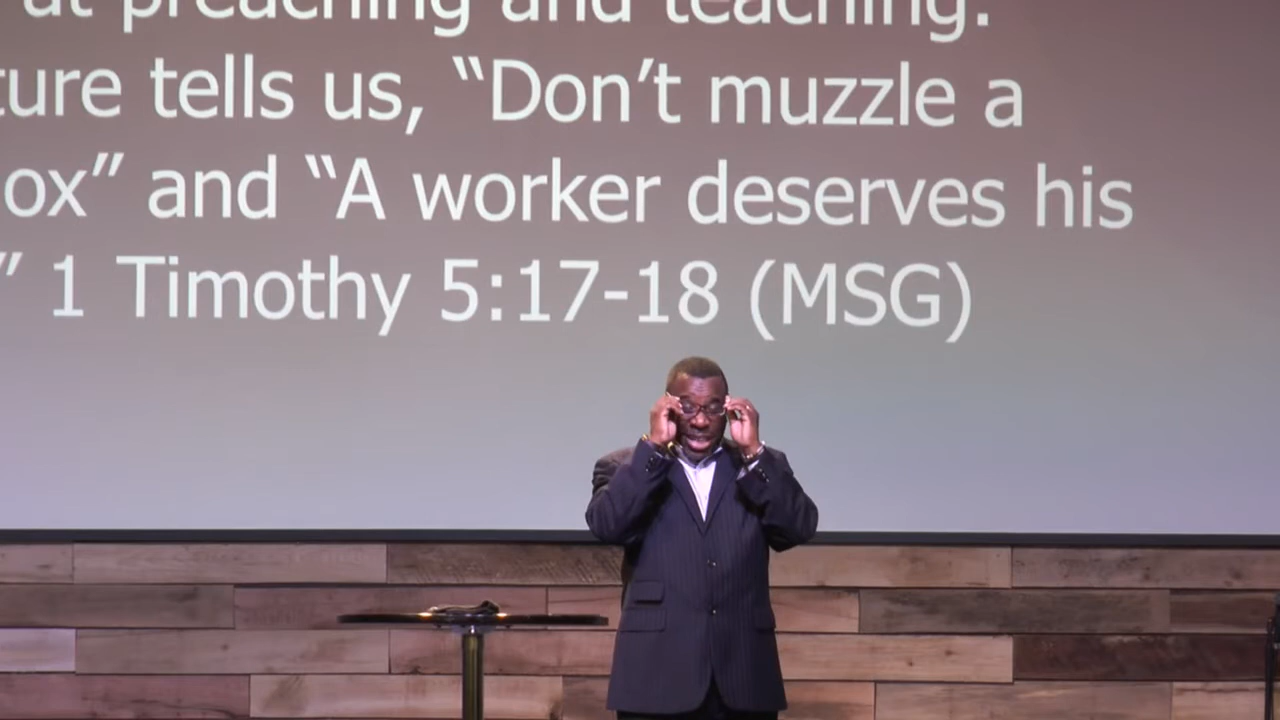 at preaching and teaching.
tells us, “Don’t muzzle a
ox” and “A worker deserves his
” 1 Timothy 5:17-18 (MSG)